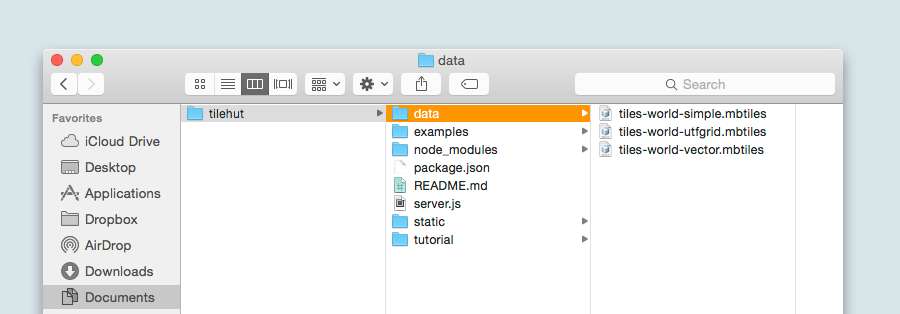 data
Search
Favorites
iCloud Drive
Desktop
Applications
Dropbox
AirDrop
Downloads
Documents
tilehut
data
examples
node_modules
package.json
README.md
server.js
static
tutorial
tiles-world-simple.mbtiles
tiles-world-utfgrid.mbtiles
tiles-world-vector.mbtiles